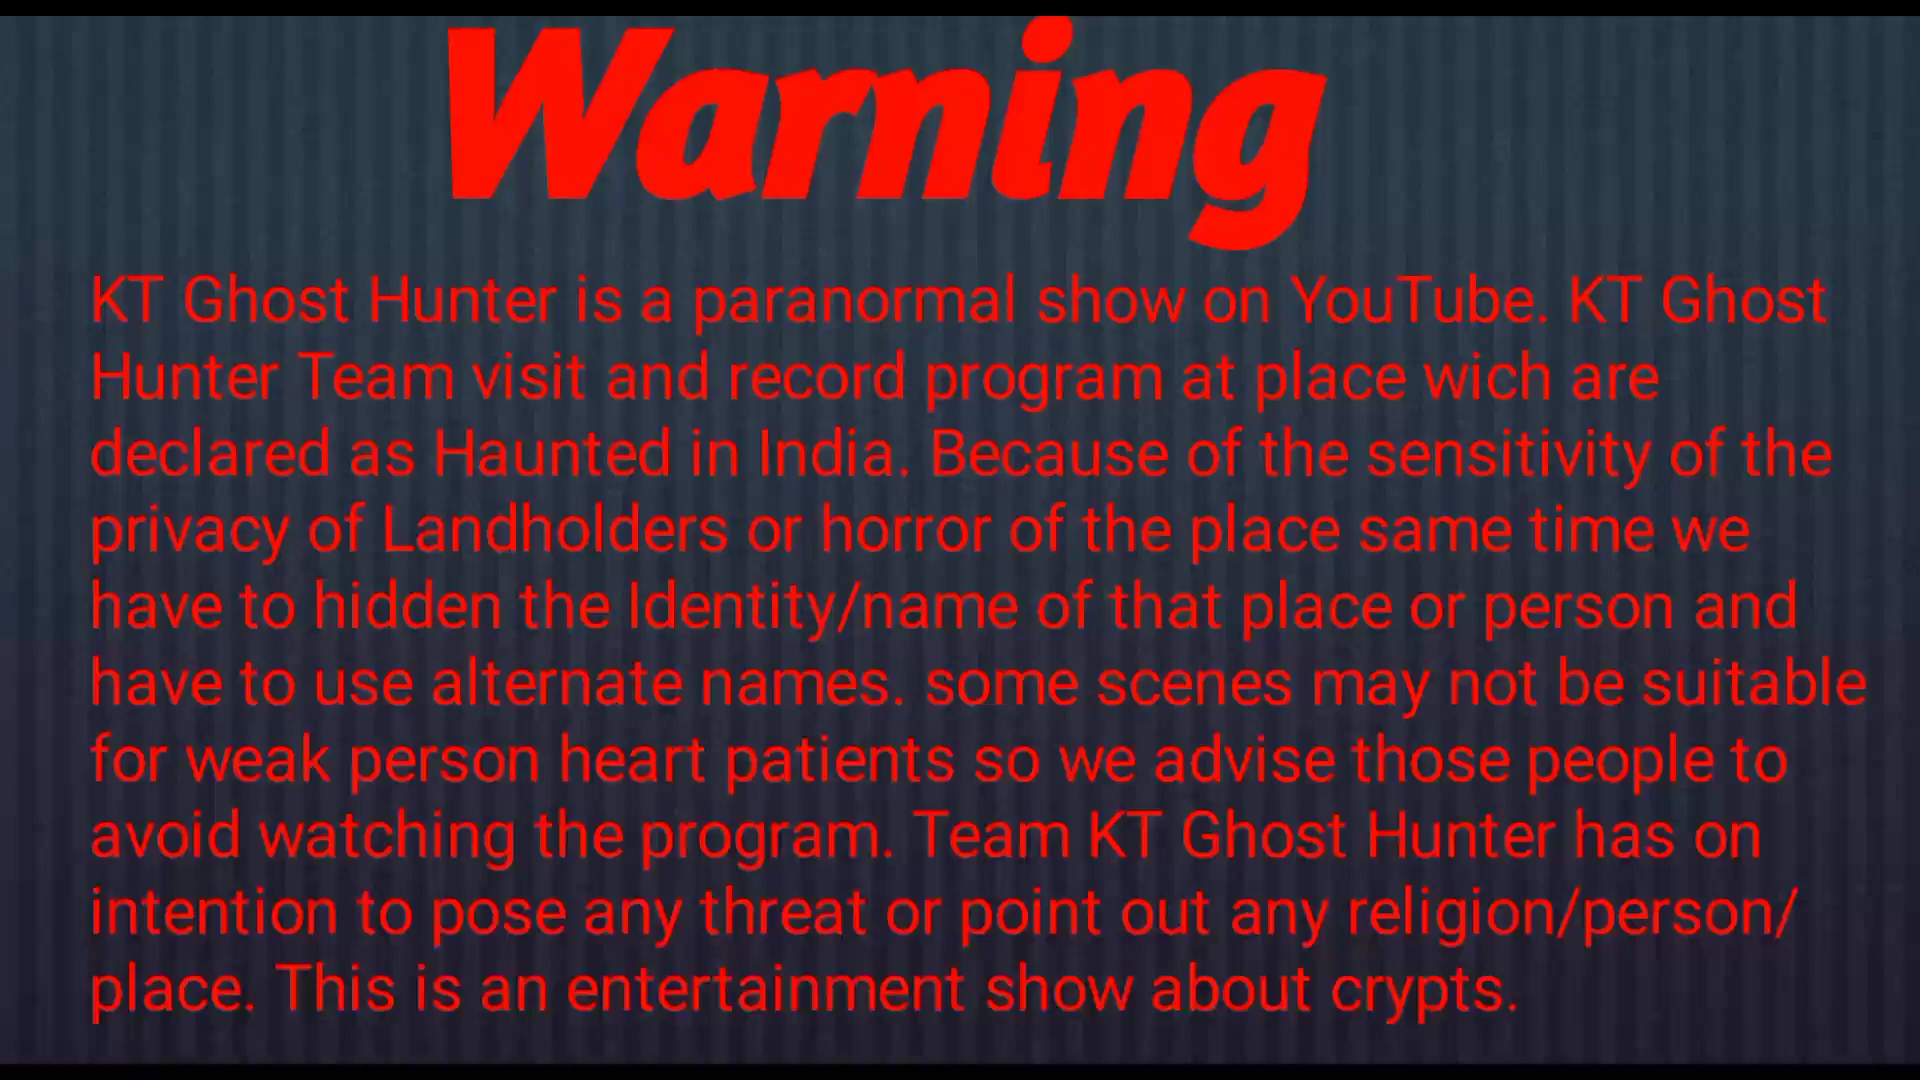 Warning
KT Ghost Hunter is a paranormal show on YouTube. KT Ghost
Hunter Team visit and record program at place wich are
declared as Haunted in India. Because of the sensitivity of the
privacy of Landholders or horror of the place same time we
have to hidden the Identity/name of that place or person and
have to use alternate names. some scenes may not be suitable
for weak person heart patients so we advise those people to
avoid watching the program. Team KT Ghost Hunter has on
intention to pose any threat or point out any religion/person/
place. This is an entertainment show about crypts.